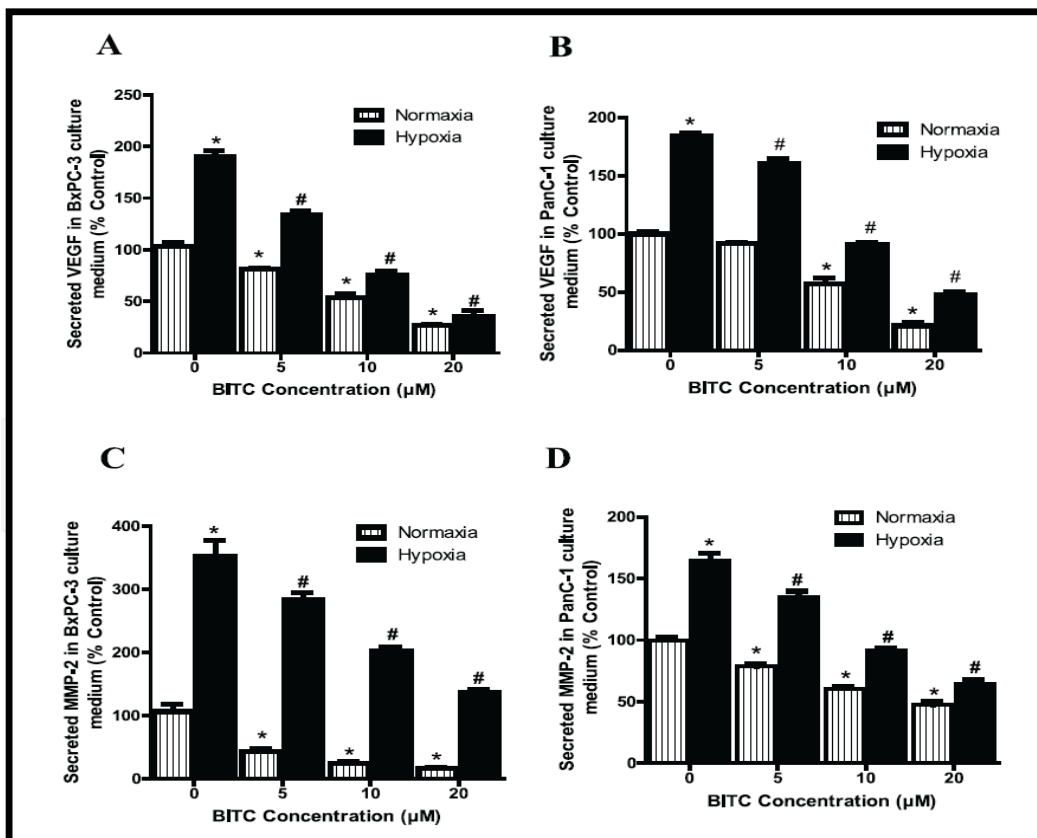 A
Secreted VEGF in BxPC-3 culture
medium (% Control)
250
200
150
100
50
0
Normaxia
Hypoxia
*
#
*
#
*
#
*
0 5 10 20
BITC Concentration (µM)
B
Secreted VEGF in PanC-1 culture
medium (% Control)
200
150
100
50
0
Normaxia
Hypoxia
*
#
#
*
#
*
0 5 10 20
BITC Concentration (µM)
C
Secreted MMP-2 in BxPC-3 culture
medium (% Control)
400
300
200
100
0
Normaxia
Hypoxia
*
#
*
#
*
#
*
0 5 10 20
BITC Concentration (µM)
D
Secreted MMP-2 in PanC-1 culture
medium (% Control)
200
150
100
50
0
Normaxia
Hypoxia
*
#
*
#
*
#
*
0 5 10 20
BITC Concentration (µM)